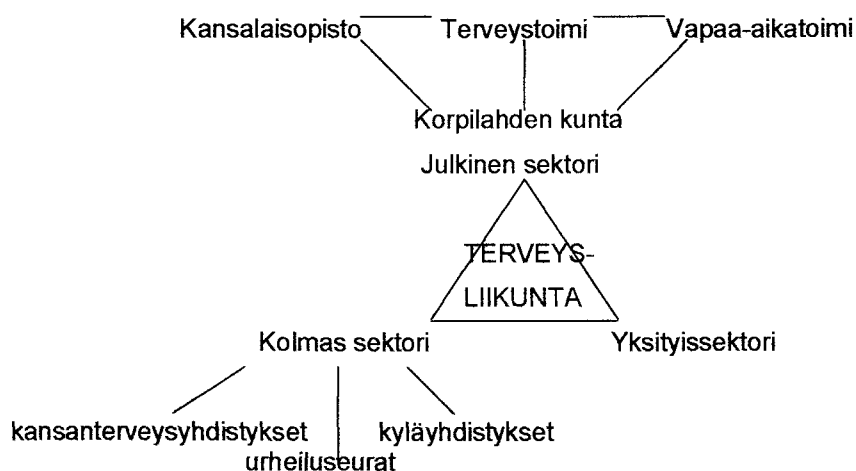 Kansalaisopisto Terveystoimi Vapaa-aikatoimi
Korpilahden kunta
Julkinen sektori
TERVEYS-
LIIKUNTA
Kolmas sektori Yksityissektori
kansanterveysyhdistykset kyläyhdistykset
urheiluseurat